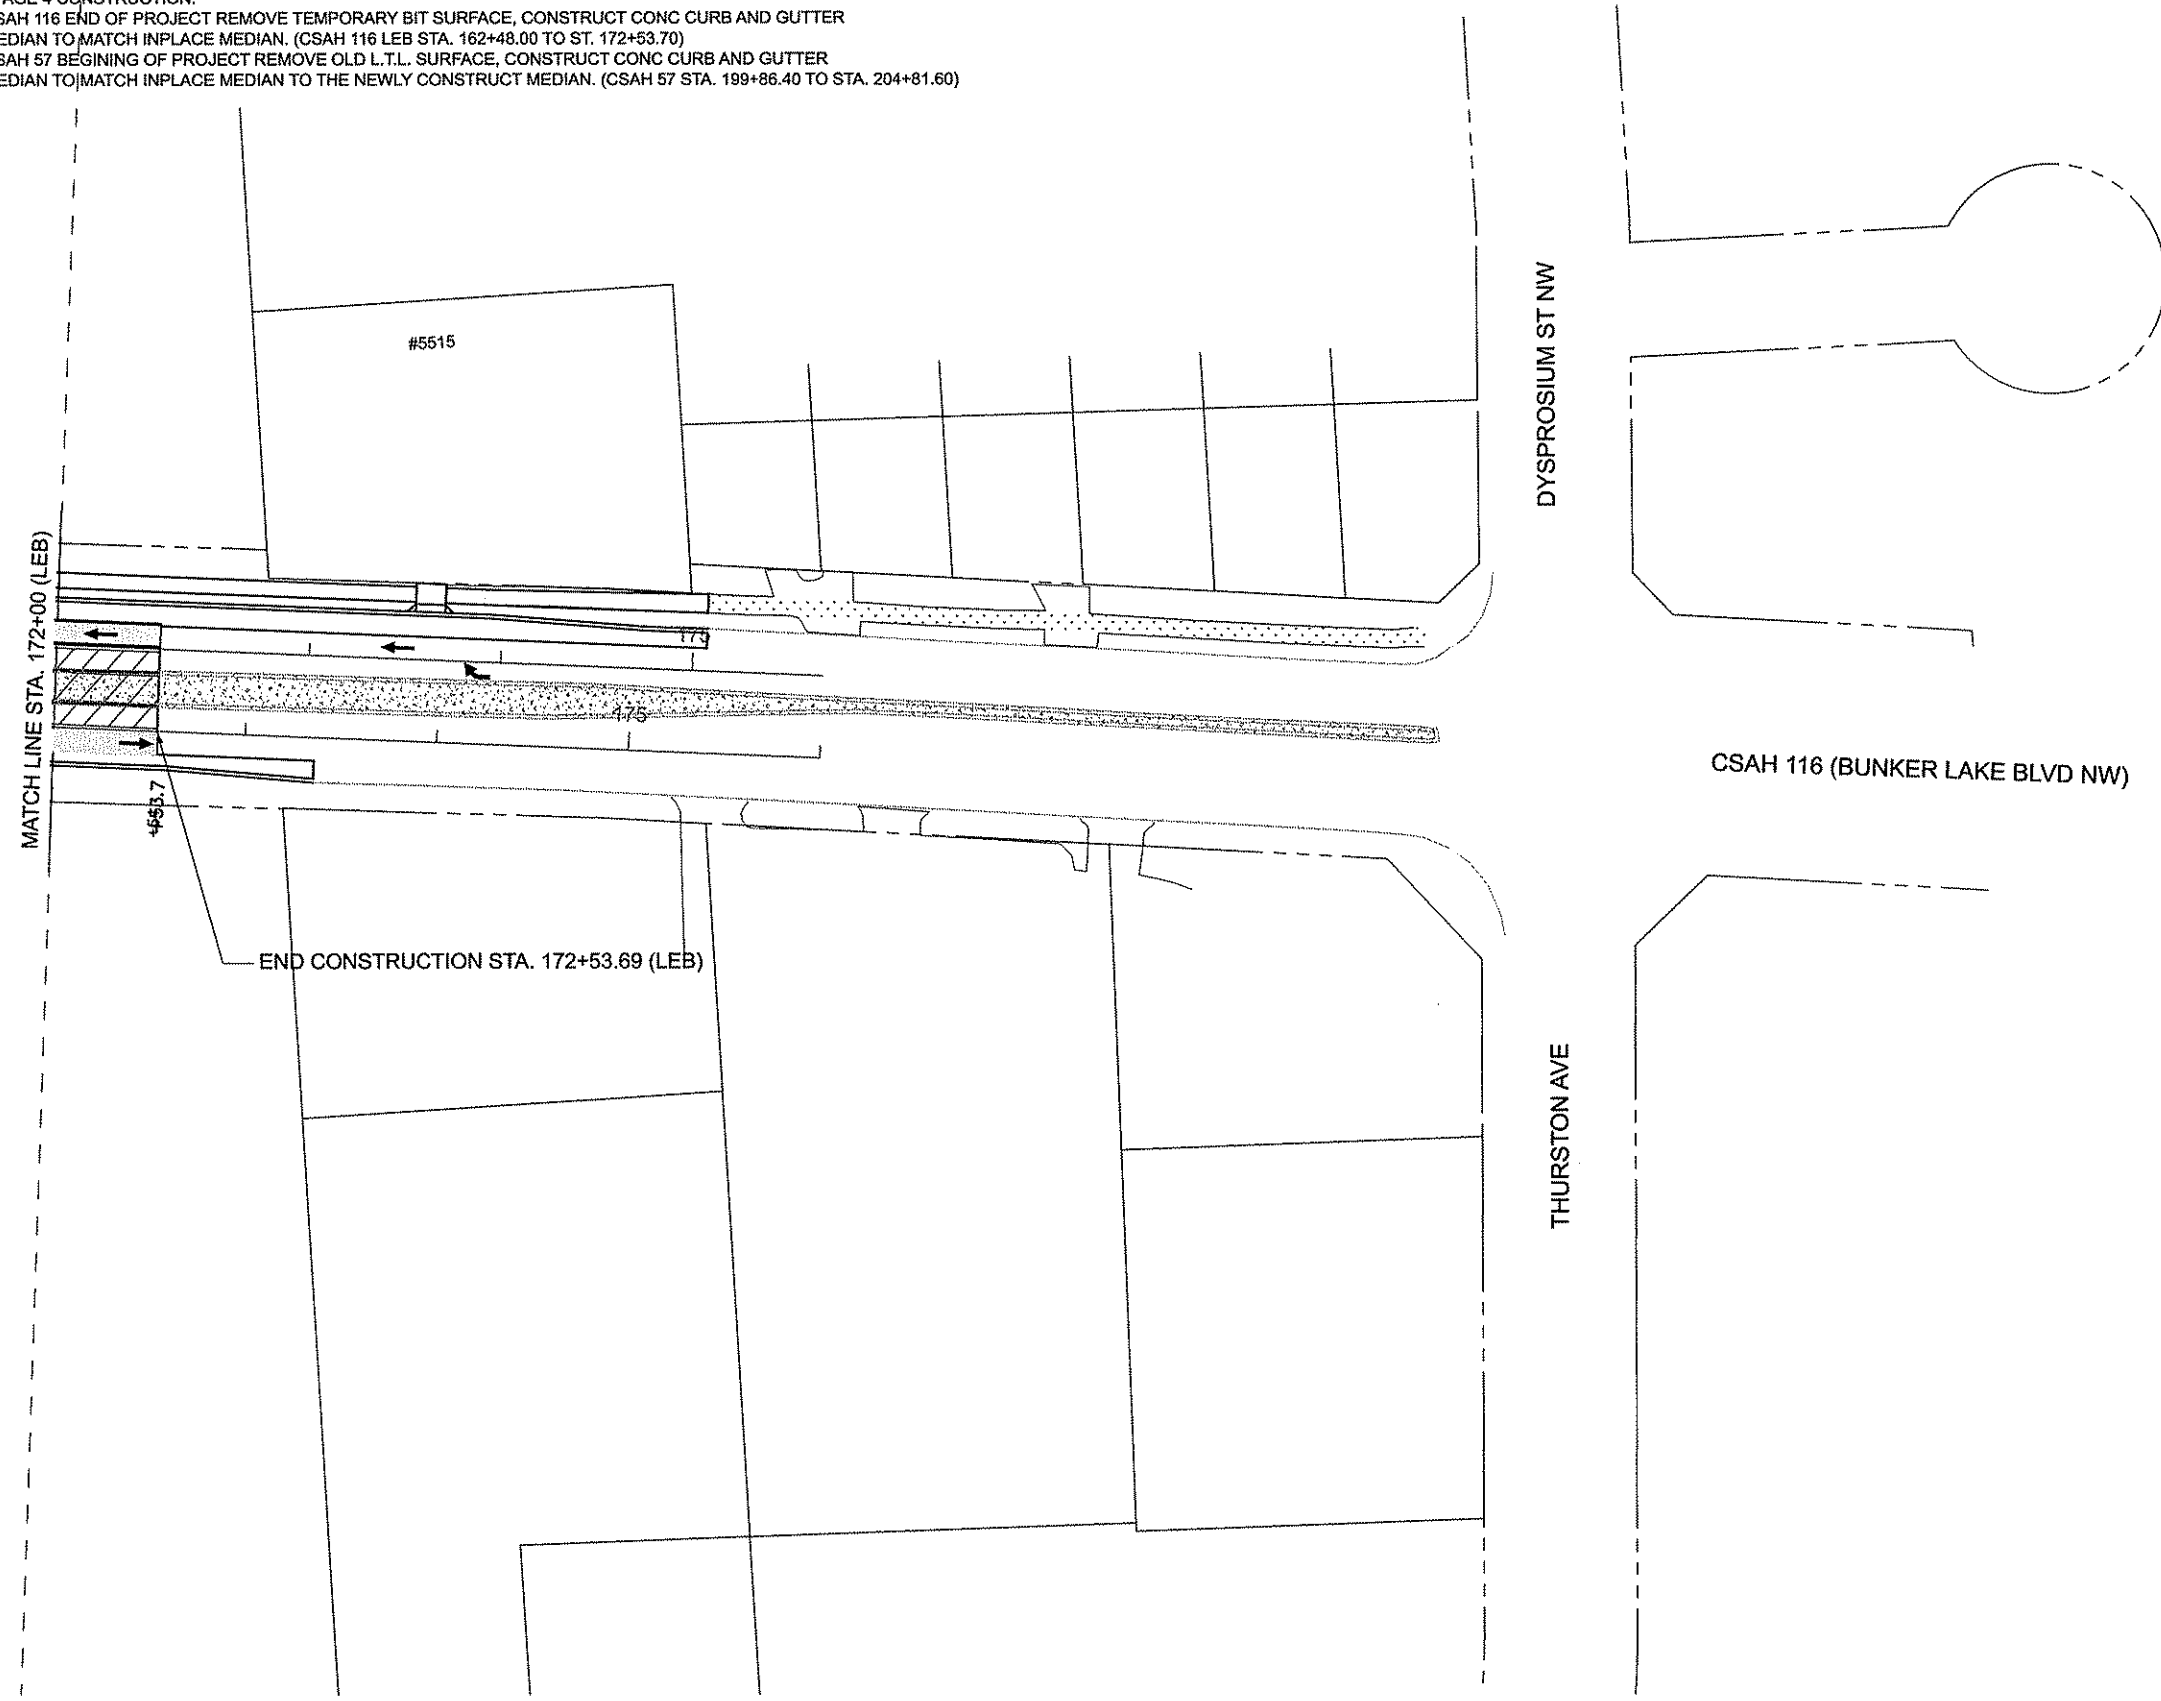 CONSTRUCTION:
116 END OF PROJECT REMOVE TEMPORARY BIT SURFACE, CONSTRUCT CONC CURB AND GUTTER
TO MATCH INPLACE MEDIAN. (CSAH 116 LEB STA. 162+48.00 TO ST. 172+53.70)
57 BEGINING OF PROJECT REMOVE OLD L.T.L. SURFACE, CONSTRUCT CONC CURB AND GUTTER
TO MATCH INPLACE MEDIAN TO THE NEWLY CONSTRUCT MEDIAN. (CSAH 57 STA. 199+86.40 TO STA. 204+81.60)
#5515
DYSPROSIUM ST NW
MATCH LINE STA. 172+00 (LEB)
175
175
CSAH 116 (BUNKER LAKE BLVD NW)
END CONSTRUCTION STA. 172+53.69 (LEB)
THURSTON AVE